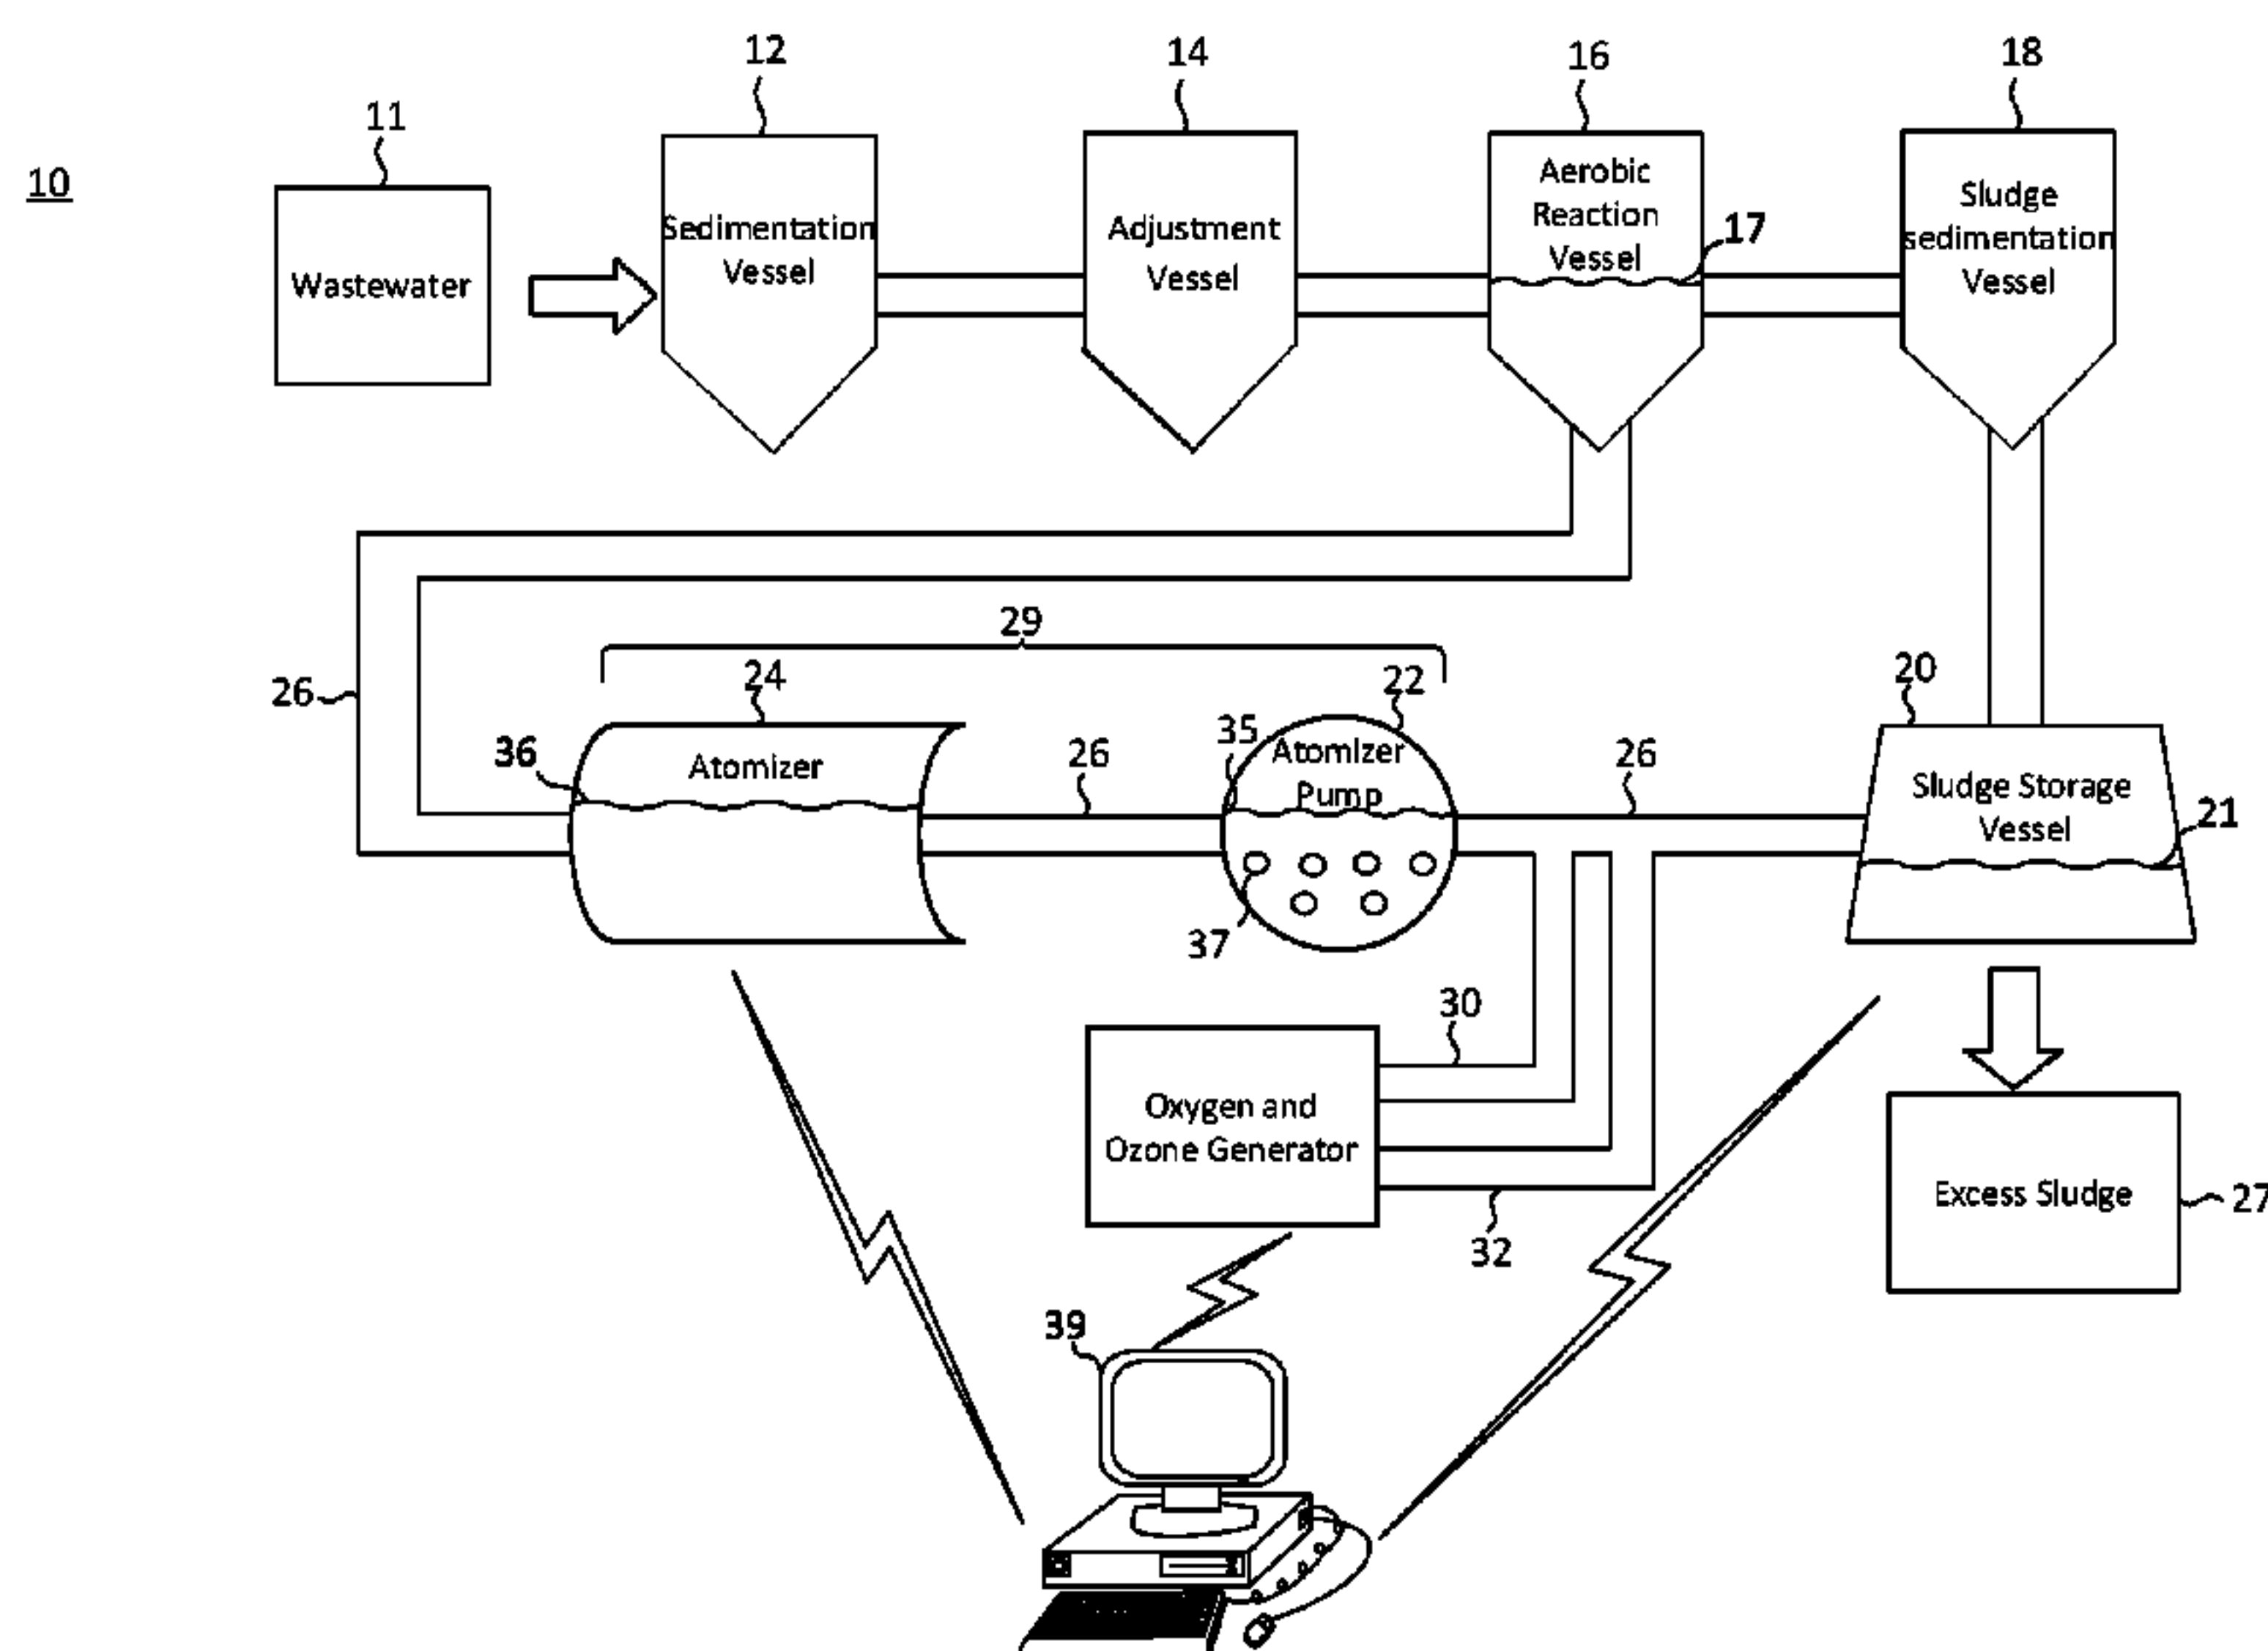 10
11
Wastewater
12
Sedimentation
Vessel
14
Adjustment
Vessel
16
Aerobic
Reaction
Vessel
17
18
Sludge
sedimentation
Vessel
29
26
24
36
Atomizer
26
22
35
Atomizer
Pump
37
26
20
Sludge Storage
Vessel
21
30
Oxygen and
Ozone Generator
32
Excess Sludge
27
39